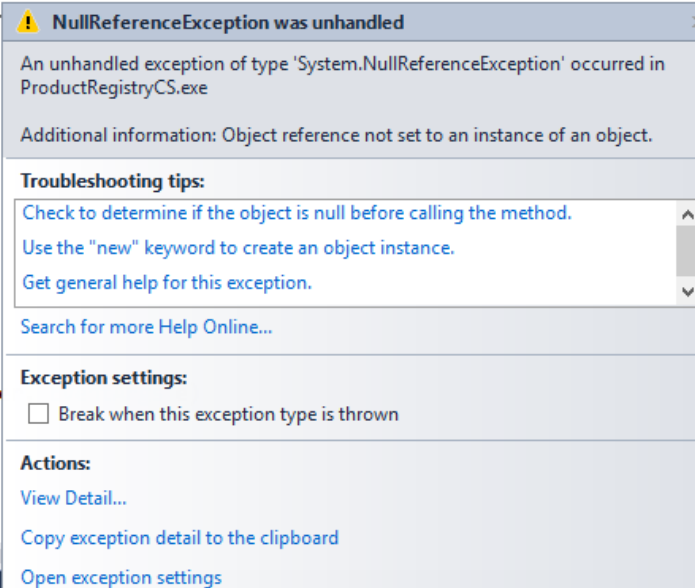 NullReferenceException was unhandled
An unhandled exception of type 'System.NullReferenceException' occurred in
ProductRegistryCS.exe
Additional information: Object reference not set to an instance of an object.
Troubleshooting tips:
Check to determine if the object is null before calling the method.
Use the "new" keyword to create an object instance.
Get general help for this exception.
Search for more Help Online...
Exception settings:
Break when this exception type is thrown
Actions:
View Detail...
Copy exception detail to the clipboard
Open exception settings